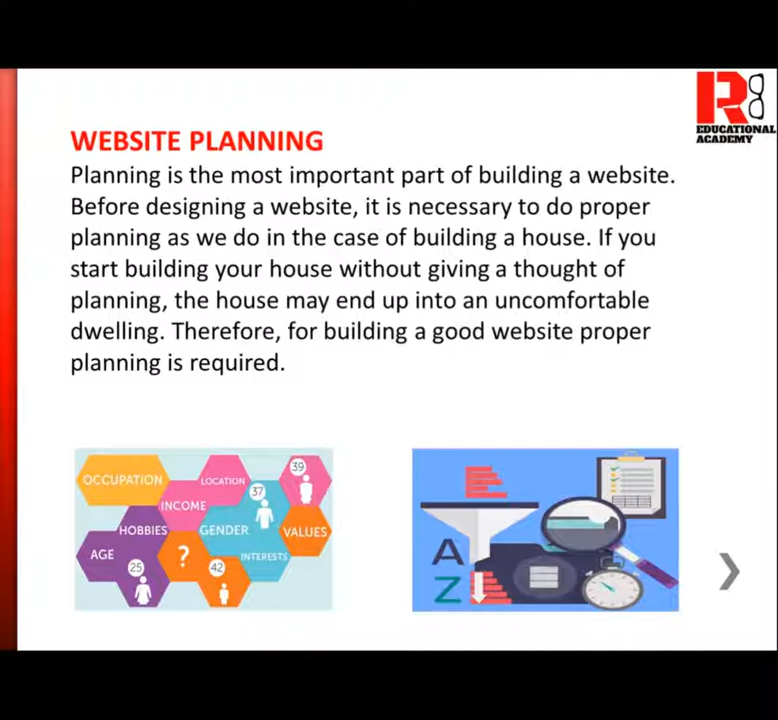 R
EDUCATIONAL
ACADEMY
WEBSITE PLANNING
Planning is the most important part of building a website.
Before designing a website, it is necessary to do proper
planning as we do in the case of building a house. If you
start building your house without giving a thought of
planning, the house may end up into an uncomfortable
dwelling. Therefore, for building a good website proper
planning is required.
OCCUPATION
LOCATION
39
INCOME
37
HOBBIES
GENDER
VALUES
AGE
?
INTERESTS
25
42
A
Z